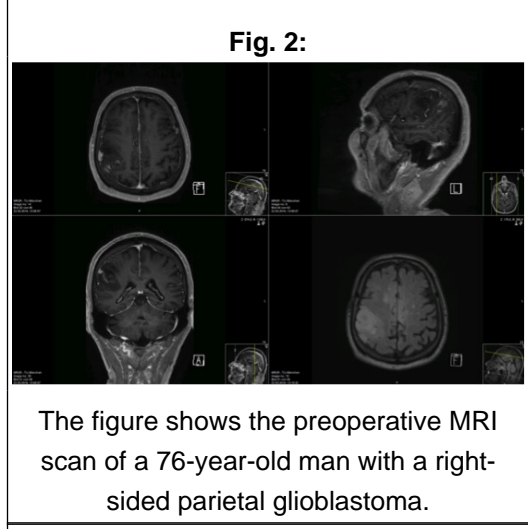 Fig. 2:
F
L
A
F
The figure shows the preoperative MRI
scan of a 76-year-old man with a right-
sided parietal glioblastoma.